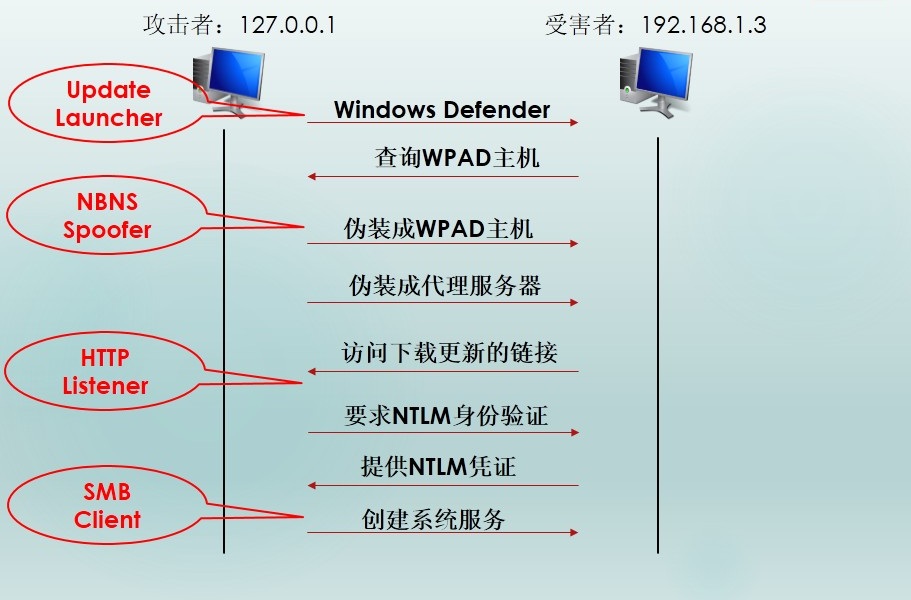 攻击者：127.0.0.1
受害者：192.168.1.3
Update
Launcher
Windows Defender
查询WPAD主机
NBNS
Spoofer
伪装成WPAD主机
伪装成代理服务器
HTTP
Listener
访问下载更新的链接
要求NTLM身份验证
提供NTLM凭证
SMB
Client
创建系统服务